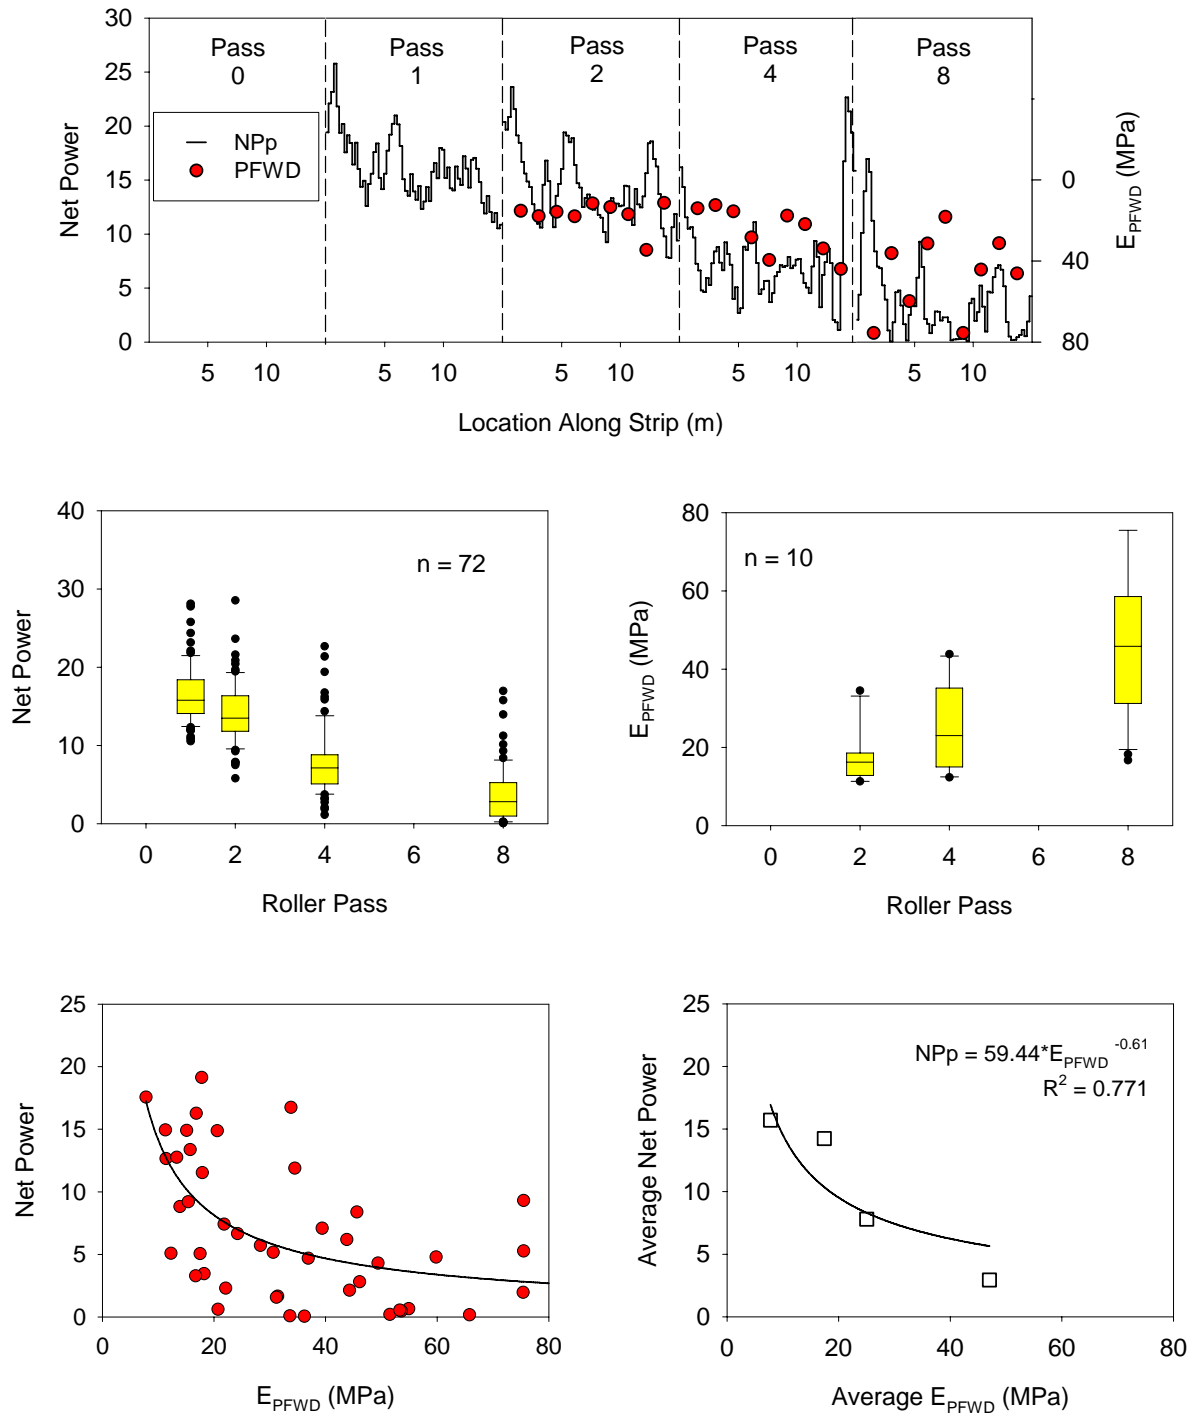 30
25
20
15
10
5
0
Net Power
Pass Pass Pass Pass Pass
0 1 2 4 8
NPp
PFWD
0
40
80
E_PFWD (MPa)
5 10 5 10 5 10 5 10 5 10
Location Along Strip (m)
40
30
20
10
0
Net Power
n = 72
0 2 4 6 8
Roller Pass
80
60
40
20
0
E_PFWD (MPa)
n = 10
0 2 4 6 8
Roller Pass
25
20
15
10
5
0
Net Power
0 20 40 60 80
E_PFWD (MPa)
25
20
15
10
5
0
Average Net Power
NPp = 59.44*E_PFWD^-0.61
R² = 0.771
0 20 40 60 80
Average E_PFWD (MPa)